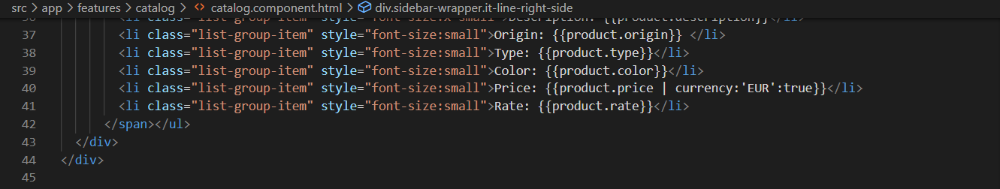 src > app > features > catalog > <> catalog.component.html > div.sidebar-wrapper.it-line-right-side
36 <li class="list-group-item" style="font-size:x-small">Description: {{product.description}}</li>
37 <li class="list-group-item" style="font-size:small">Origin: {{product.origin}} </li>
38 <li class="list-group-item" style="font-size:small">Type: {{product.type}}</li>
39 <li class="list-group-item" style="font-size:small">Color: {{product.color}}</li>
40 <li class="list-group-item" style="font-size:small">Price: {{product.price | currency:'EUR':true}}</li>
41 <li class="list-group-item" style="font-size:small">Rate: {{product.rate}}</li>
42 </span></ul>
43 </div>
44 </div>
45